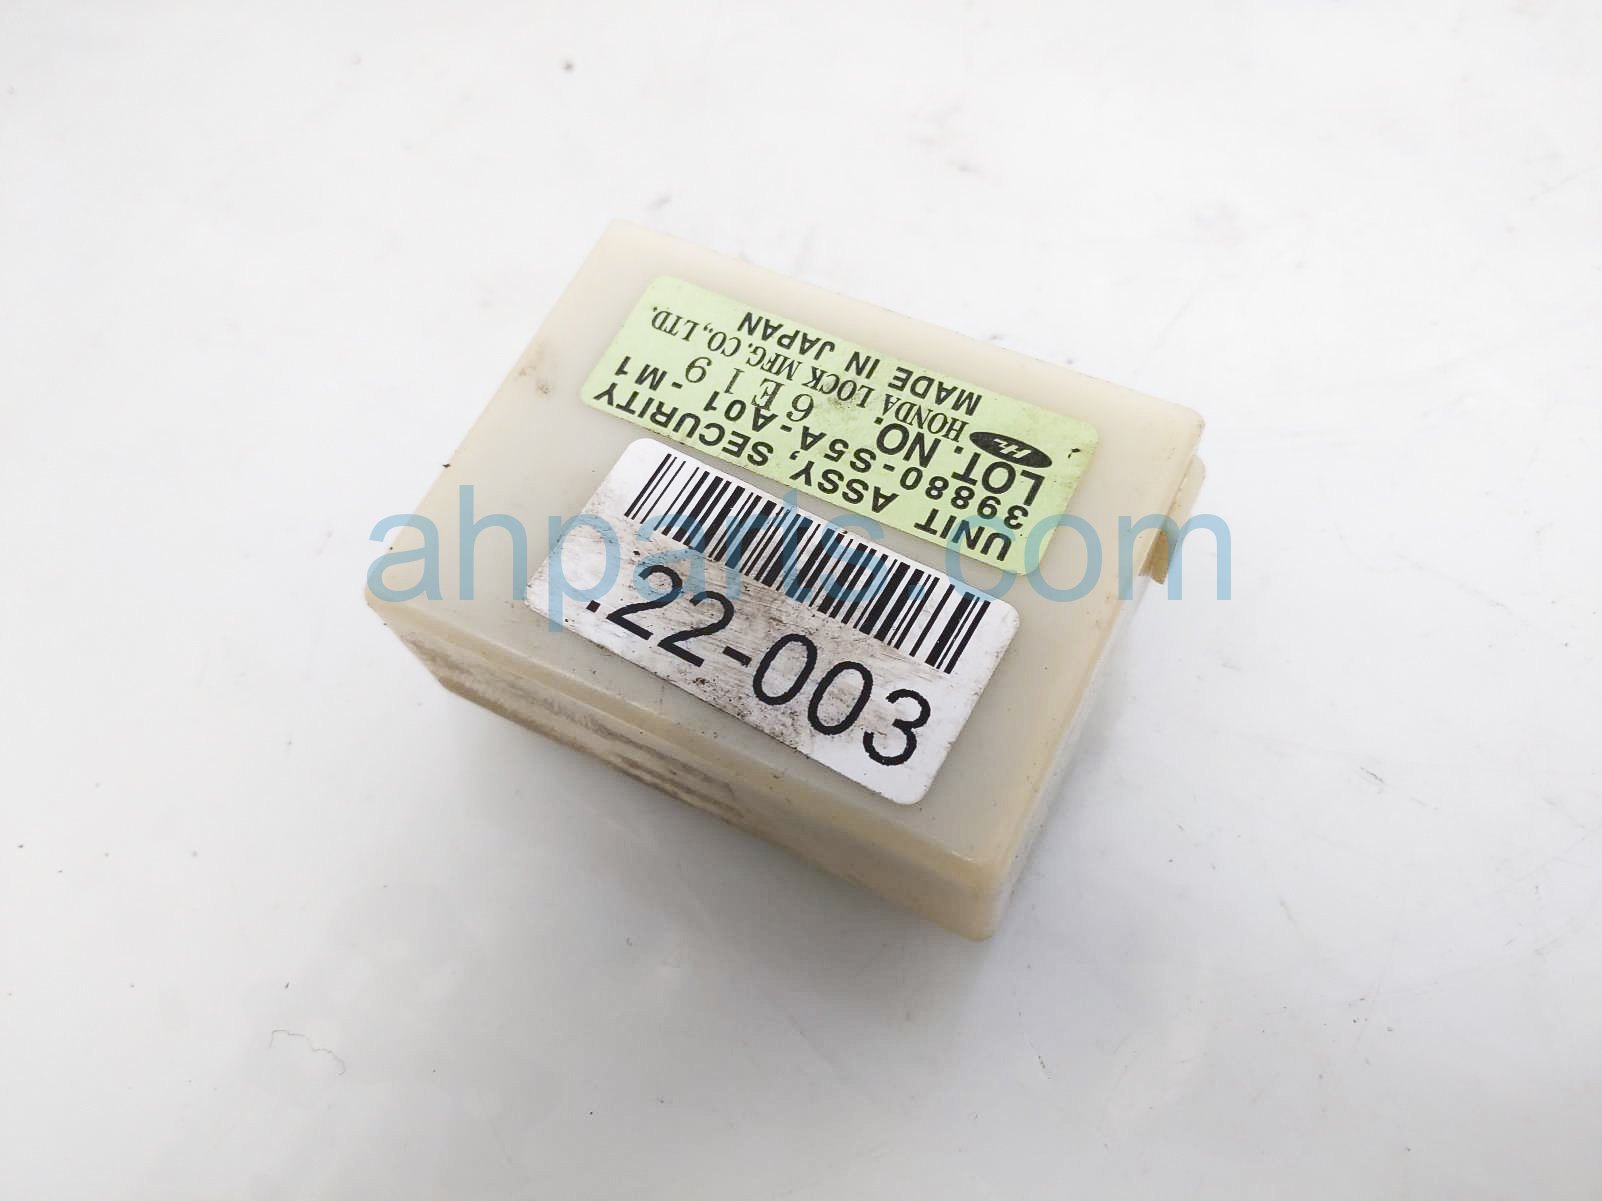 UNIT ASSY, SECURITY
39880-S5A-A01 -M1
LOT. NO. 6E19
HL HONDA LOCK MFG. CO., LTD.
MADE IN JAPAN
.22-003
ahparts.com